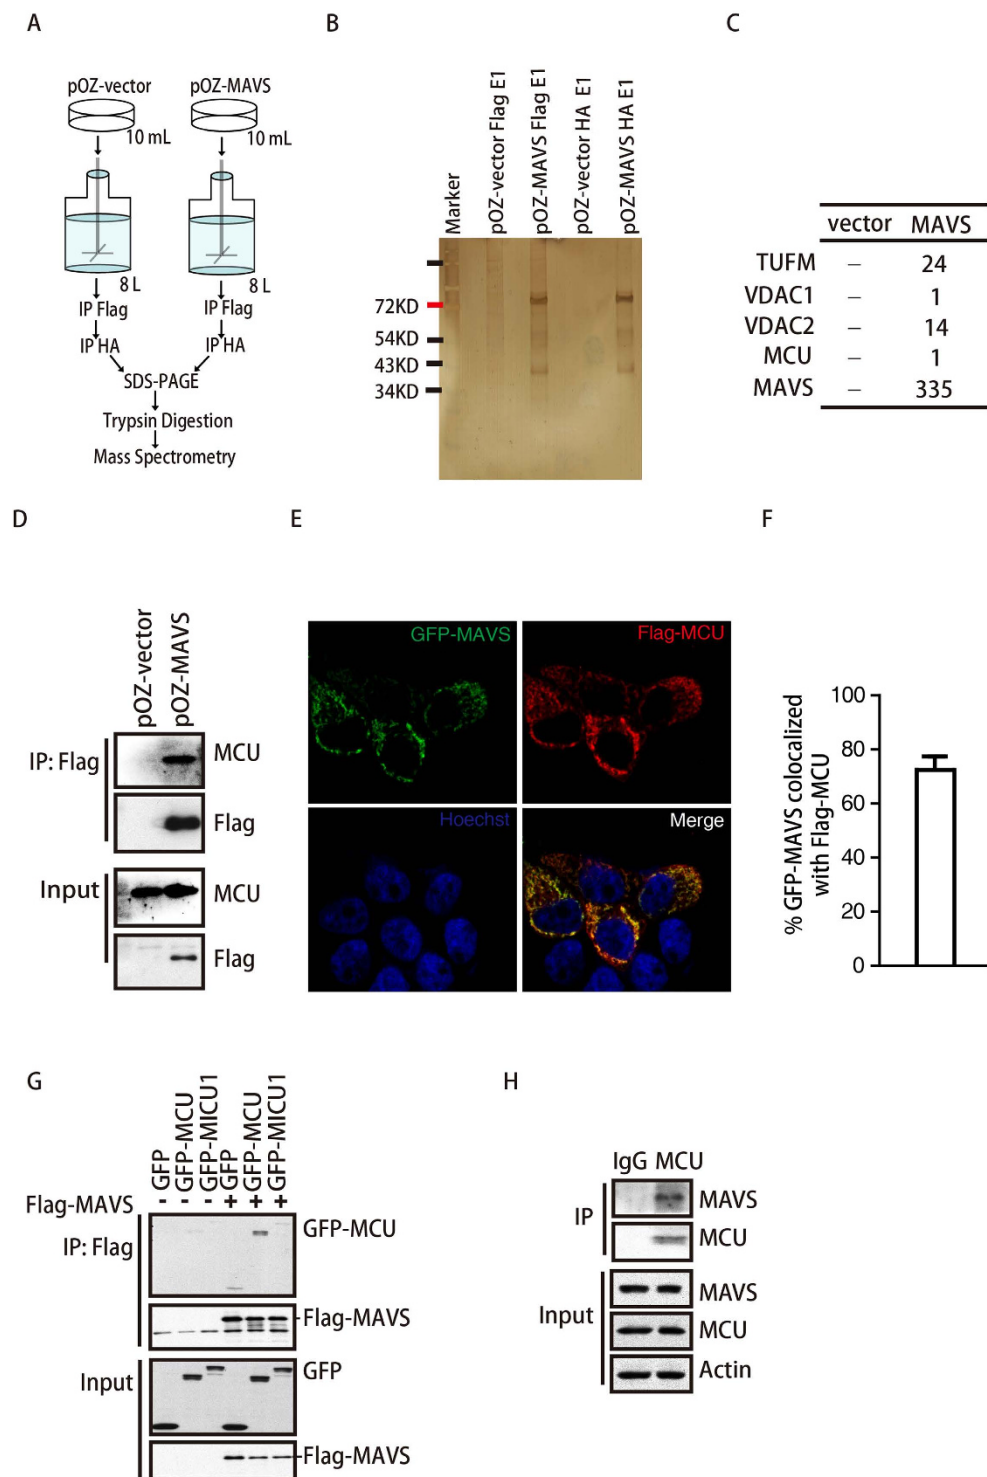 A
pOZ-vector pOZ-MAVS
10 mL 10 mL
8 L 8 L
IP Flag IP Flag
IP HA IP HA
SDS-PAGE
Trypsin Digestion
Mass Spectrometry
B
Marker
pOZ-vector Flag E1
pOZ-MAVS Flag E1
pOZ-vector HA E1
pOZ-MAVS HA E1
72KD
54KD
43KD
34KD
C
vector MAVS
TUFM – 24
VDAC1 – 1
VDAC2 – 14
MCU – 1
MAVS – 335
D
pOZ-vector
pOZ-MAVS
IP: Flag
MCU
Flag
Input
MCU
Flag
E
GFP-MAVS
Flag-MCU
Hoechst
Merge
F
% GFP-MAVS colocalized
with Flag-MCU
100
80
60
40
20
0
G
GFP
GFP-MCU
GFP-MICU1
GFP
GFP-MCU
GFP-MICU1
Flag-MAVS - - - + + +
IP: Flag
GFP-MCU
Flag-MAVS
Input
GFP
Flag-MAVS
H
IgG MCU
IP
MAVS
MCU
Input
MAVS
MCU
Actin